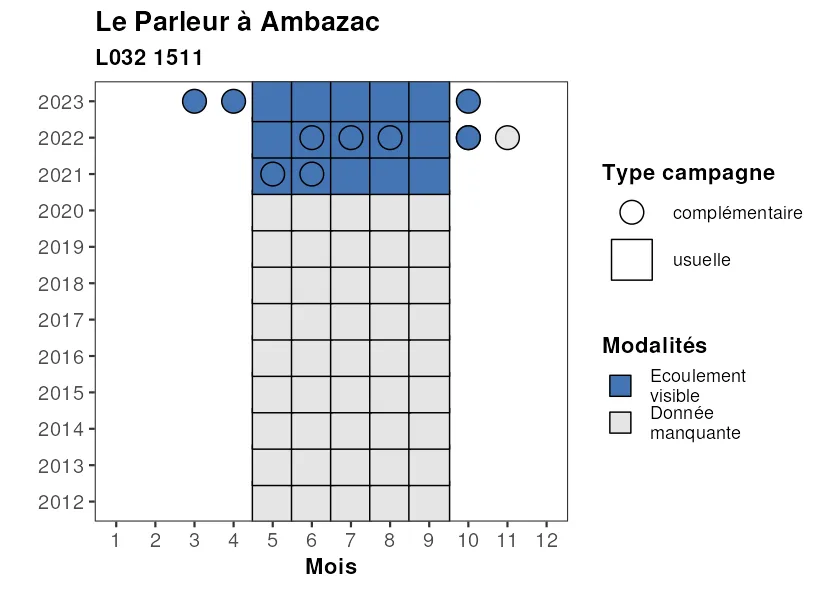 Le Parleur à Ambazac
L032 1511
2023
2022
2021
2020
2019
2018
2017
2016
2015
2014
2013
2012
1 2 3 4 5 6 7 8 9 10 11 12
Mois
Type campagne
complémentaire
usuelle
Modalités
Ecoulement
visible
Donnée
manquante